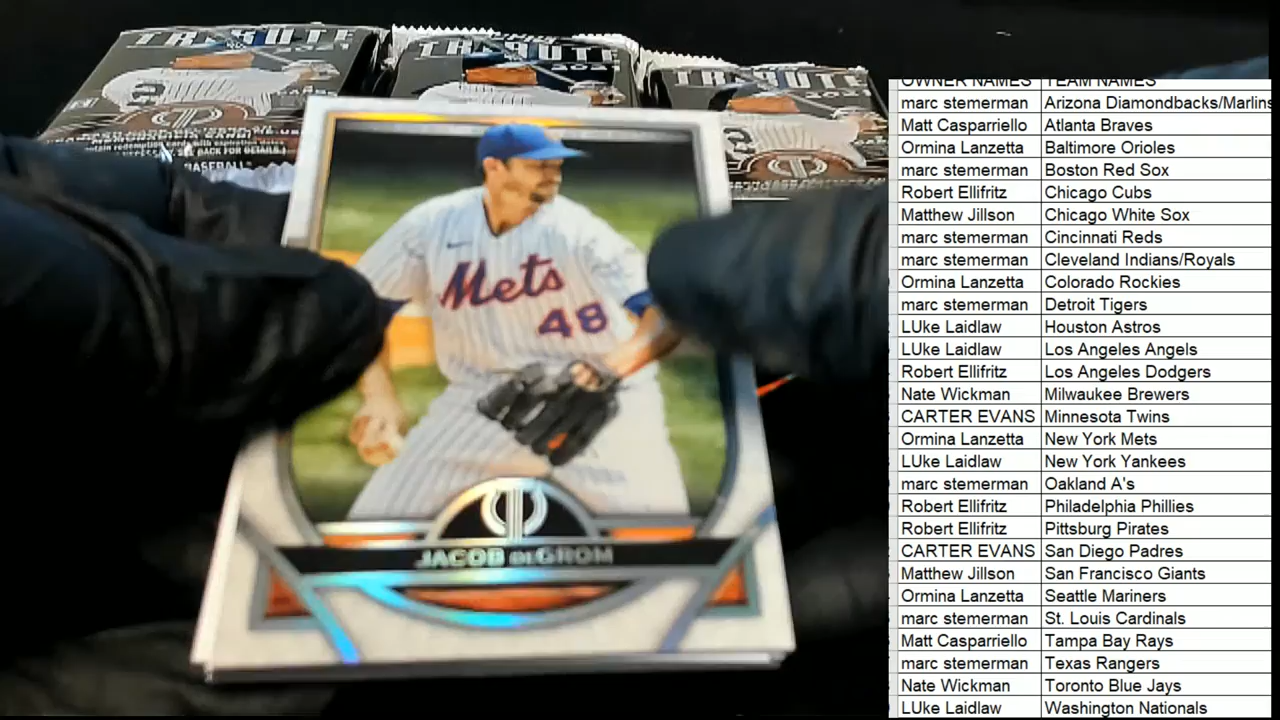 TRIBUTE
2021
TRIBUTE
2021
TRIBUTE
SEE BACK FOR DETAILS
BASEBALL
Mets
48
JACOB DEGROM
OWNER NAMES TEAM NAMES
marc stemerman Arizona Diamondbacks/Marlins
Matt Casparriello Atlanta Braves
Ormina Lanzetta Baltimore Orioles
marc stemerman Boston Red Sox
Robert Ellifritz Chicago Cubs
Matthew Jillson Chicago White Sox
marc stemerman Cincinnati Reds
marc stemerman Cleveland Indians/Royals
Ormina Lanzetta Colorado Rockies
marc stemerman Detroit Tigers
LUke Laidlaw Houston Astros
LUke Laidlaw Los Angeles Angels
Robert Ellifritz Los Angeles Dodgers
Nate Wickman Milwaukee Brewers
CARTER EVANS Minnesota Twins
Ormina Lanzetta New York Mets
LUke Laidlaw New York Yankees
marc stemerman Oakland A's
Robert Ellifritz Philadelphia Phillies
Robert Ellifritz Pittsburg Pirates
CARTER EVANS San Diego Padres
Matthew Jillson San Francisco Giants
Ormina Lanzetta Seattle Mariners
marc stemerman St. Louis Cardinals
Matt Casparriello Tampa Bay Rays
marc stemerman Texas Rangers
Nate Wickman Toronto Blue Jays
LUke Laidlaw Washington Nationals